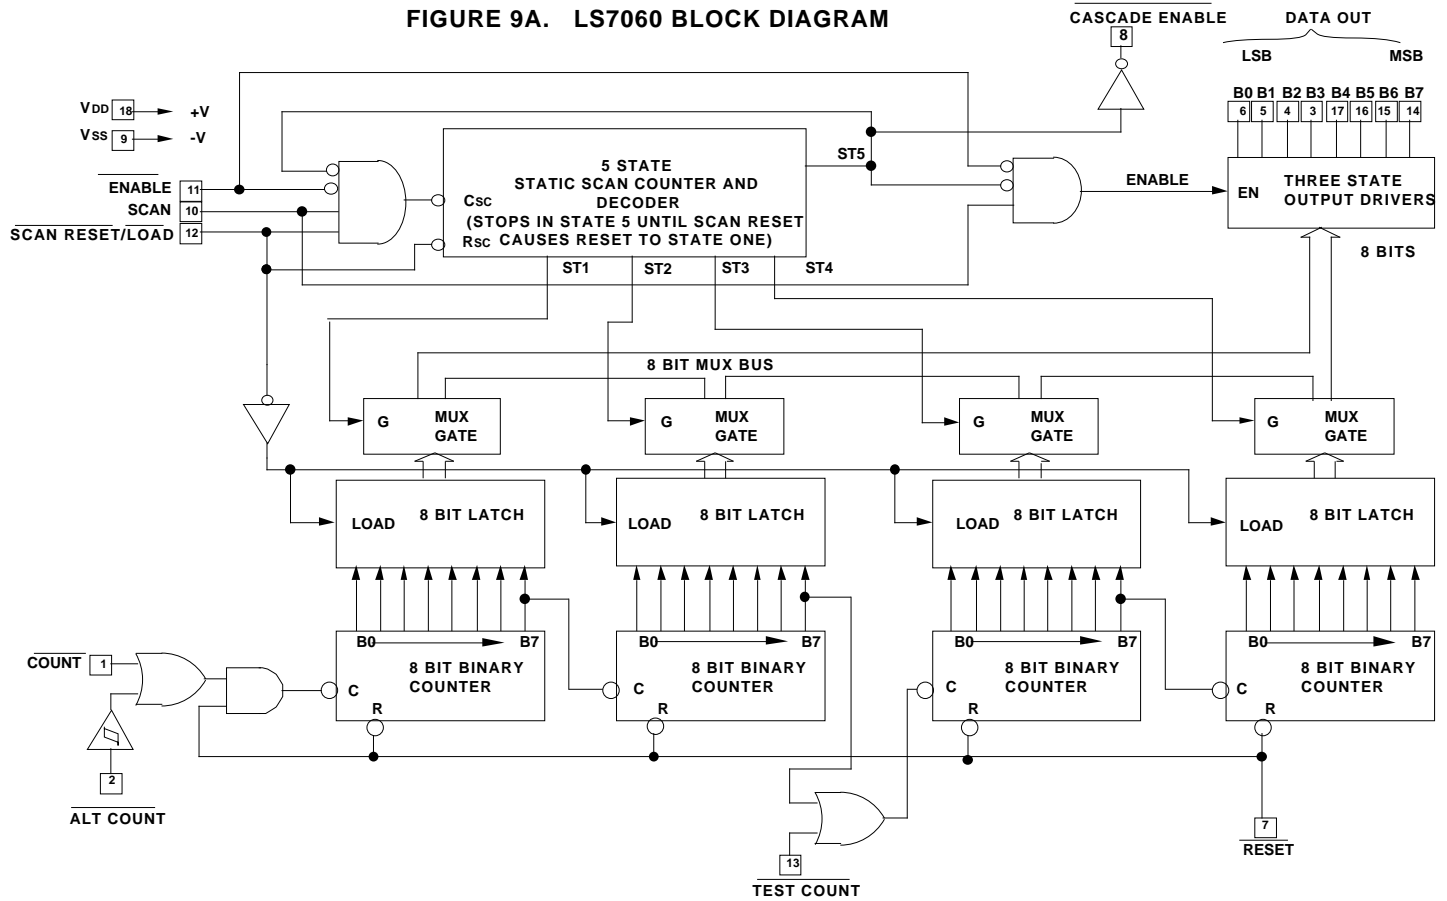 FIGURE 9A. LS7060 BLOCK DIAGRAM
CASCADE ENABLE
8
DATA OUT
LSB
MSB
B0 B1 B2 B3 B4 B5 B6 B7
6 5 4 3 17 16 15 14
VDD 18 +V
VSS 9 -V
ENABLE 11
SCAN 10
SCAN RESET/LOAD 12
5 STATE
STATIC SCAN COUNTER AND
DECODER
(STOPS IN STATE 5 UNTIL SCAN RESET
CAUSES RESET TO STATE ONE)
CSC
RSC
ST5
ST1
ST2
ST3
ST4
ENABLE
EN
THREE STATE
OUTPUT DRIVERS
8 BITS
8 BIT MUX BUS
G
MUX
GATE
G
MUX
GATE
G
MUX
GATE
G
MUX
GATE
LOAD
8 BIT LATCH
LOAD
8 BIT LATCH
LOAD
8 BIT LATCH
LOAD
8 BIT LATCH
B0 B7
8 BIT BINARY
COUNTER
C
R
B0 B7
8 BIT BINARY
COUNTER
C
R
B0 B7
8 BIT BINARY
COUNTER
C
R
B0 B7
8 BIT BINARY
COUNTER
C
R
COUNT 1
2
ALT COUNT
13
TEST COUNT
7
RESET